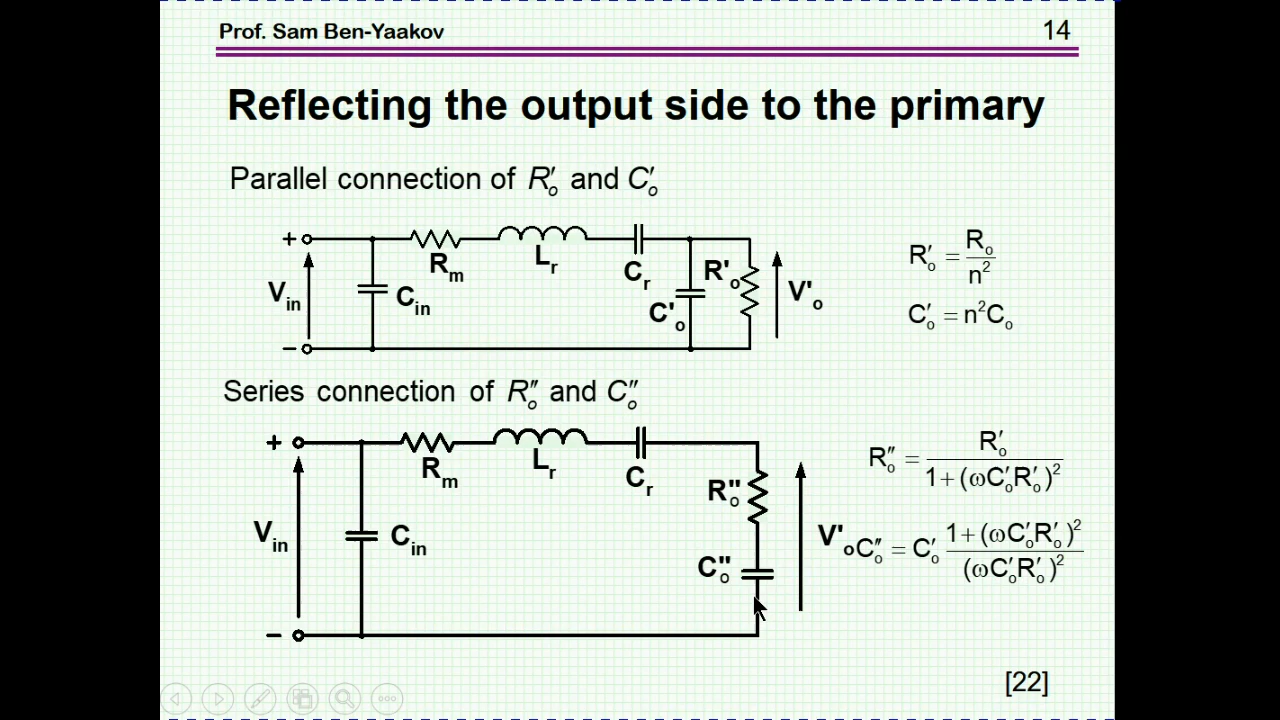 Prof. Sam Ben-Yaakov 14
Reflecting the output side to the primary
Parallel connection of R′o and C′o
+ Rm Lr Cr R'o
Vin Cin C'o V'o
−
R′o = Ro / n²
C′o = n²Co
Series connection of R″o and C″o
+ Rm Lr Cr
Vin Cin R"o C"o V'o
−
R″o = R′o / 1+(ωC′oR′o)²
C″o = C′o 1+(ωC′oR′o)² / (ωC′oR′o)²
[22]